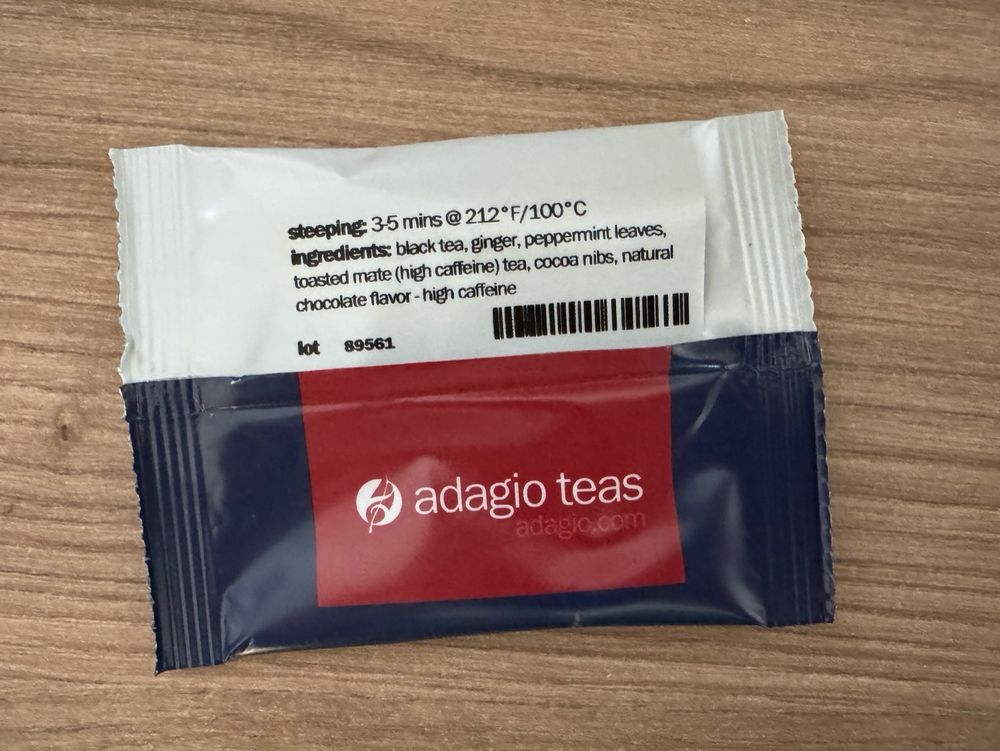 steeping: 3-5 mins @ 212°F/100°C
ingredients: black tea, ginger, peppermint leaves,
toasted mate (high caffeine) tea, cocoa nibs, natural
chocolate flavor - high caffeine
lot 89561
adagio teas
adagio.com